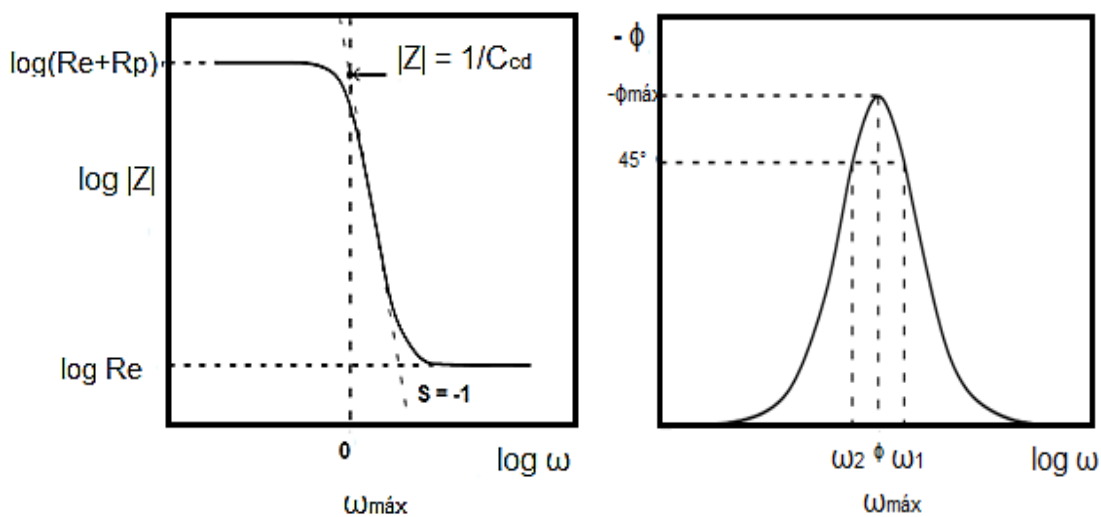 log(Re+Rp)
|Z| = 1/Ccd
log |Z|
log Re
S = -1
0
log ω
ωmáx
- ϕ
-ϕmáx
45°
ω2 ϕ ω1
log ω
ωmáx